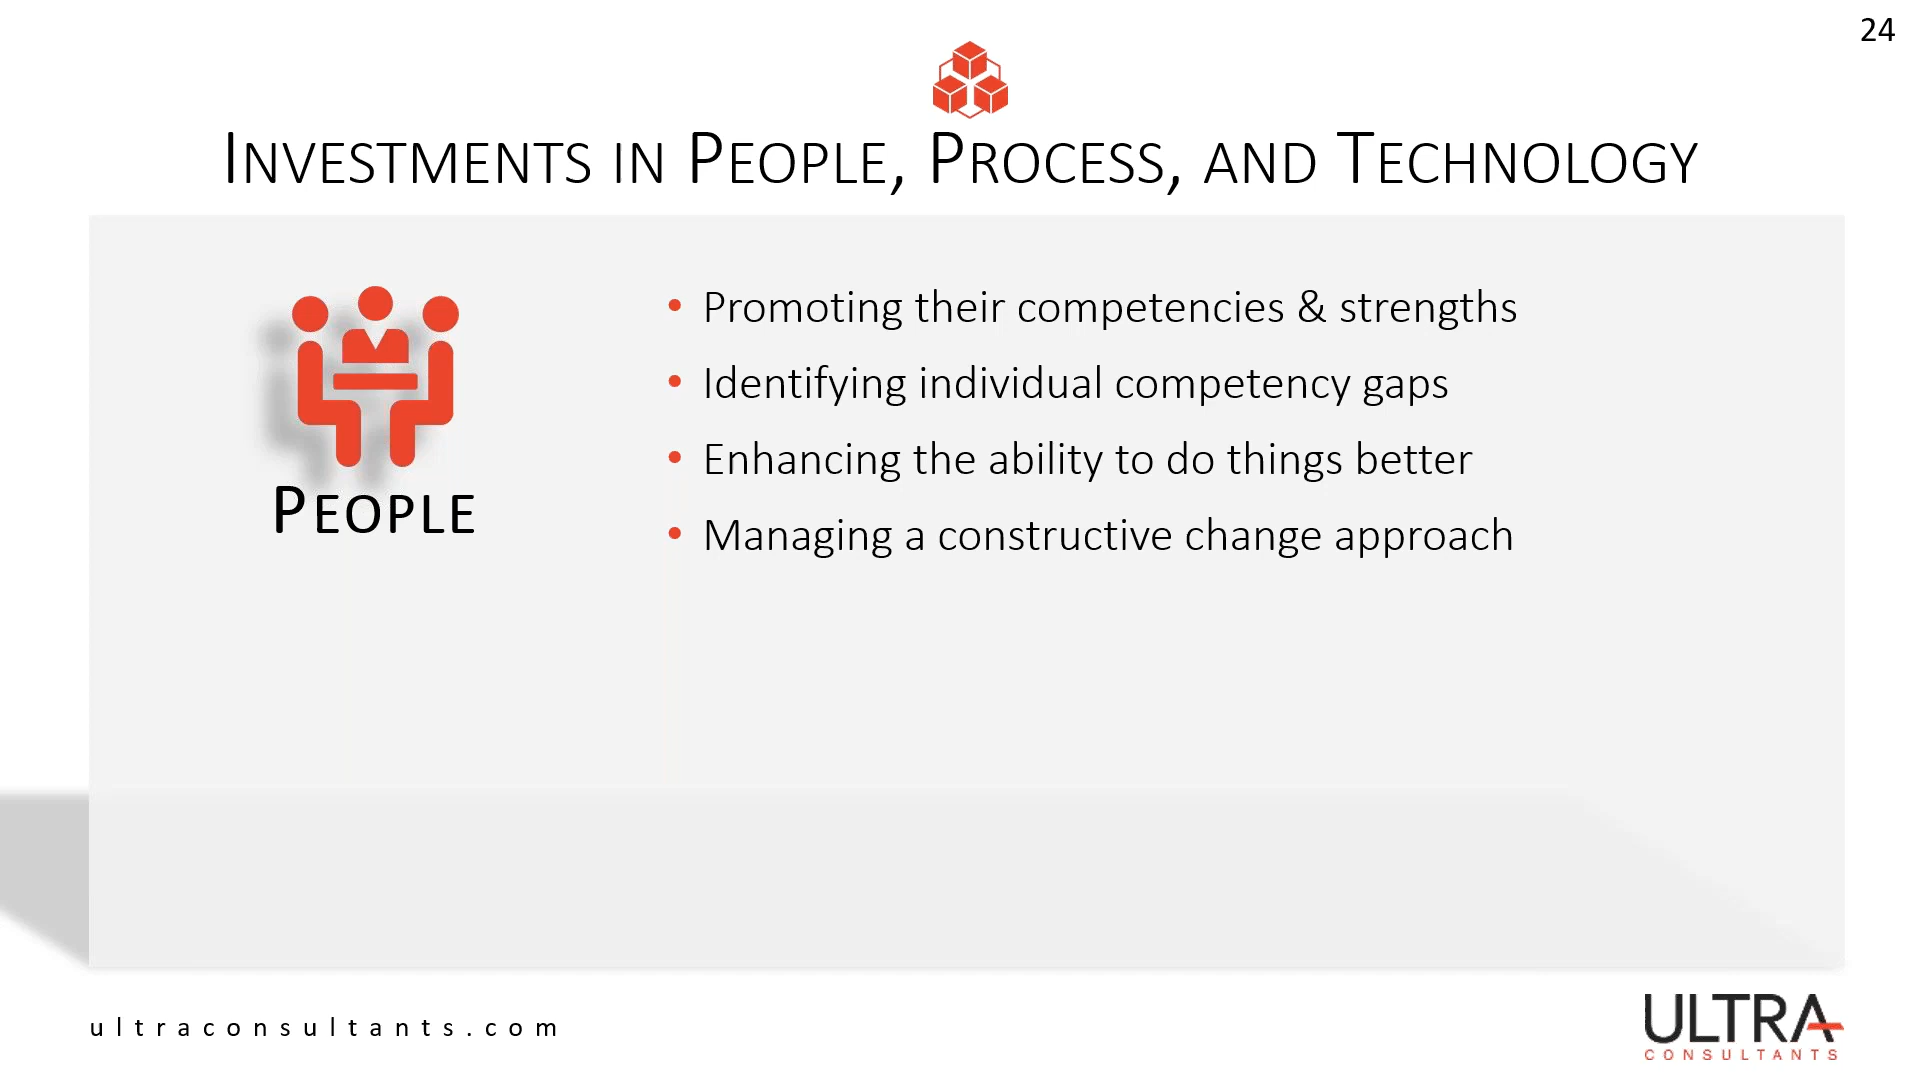 24
Investments in People, Process, and Technology
• Promoting their competencies & strengths
• Identifying individual competency gaps
• Enhancing the ability to do things better
• Managing a constructive change approach
People
ultraconsultants.com
ULTRA
CONSULTANTS